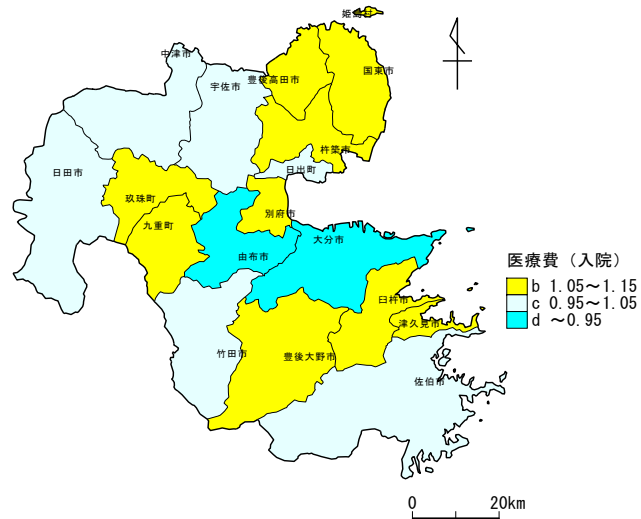 姫島村
中津市
宇佐市
豊後高田市
国東市
杵築市
日田市
日出町
玖珠町
別府市
九重町
大分市
由布市
医療費（入院）
b 1.05～1.15
c 0.95～1.05
d ～0.95
臼杵市
津久見市
竹田市
豊後大野市
佐伯市
0 20km